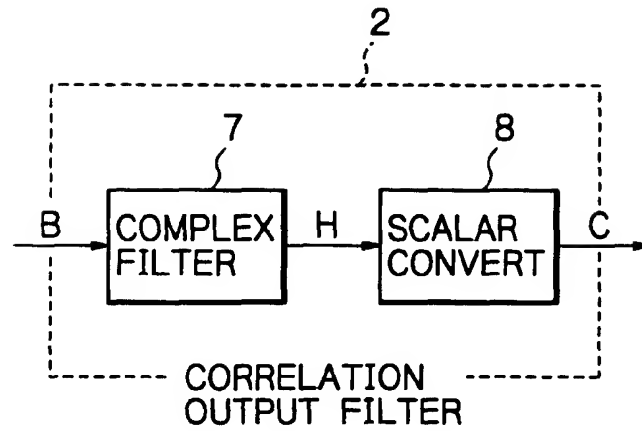 2
7
8
B
COMPLEX
FILTER
H
SCALAR
CONVERT
C
CORRELATION
OUTPUT FILTER